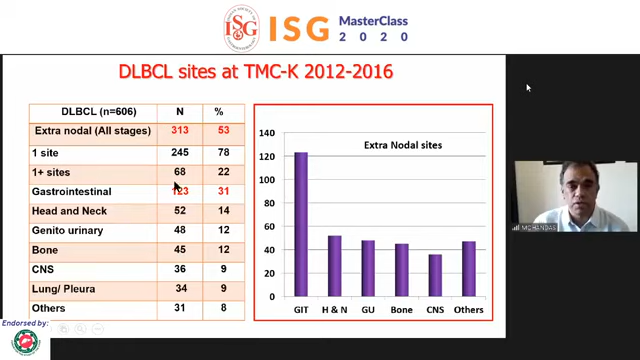 ISG
ISG MasterClass
2 0 2 0
DLBCL sites at TMC-K 2012-2016
DLBCL (n=606) N %
Extra nodal (All stages) 313 53
1 site 245 78
1+ sites 68 22
Gastrointestinal 123 31
Head and Neck 52 14
Genito urinary 48 12
Bone 45 12
CNS 36 9
Lung/ Pleura 34 9
Others 31 8
Extra Nodal sites
140
120
100
80
60
40
20
0
GIT H & N GU Bone CNS Others
Endorsed by: